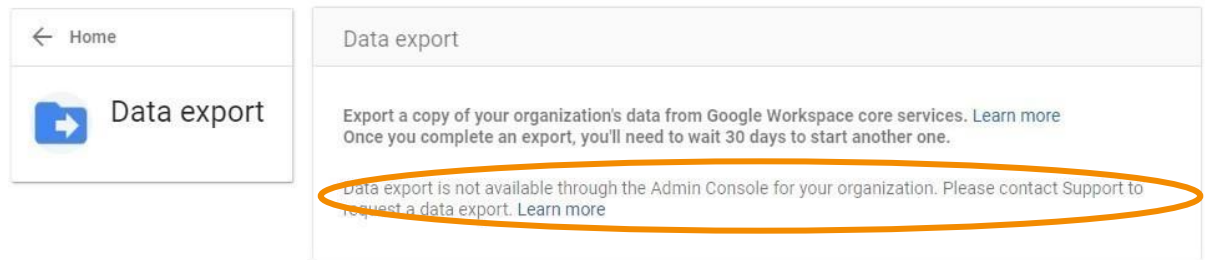 Home
Data export
Data export
Export a copy of your organization's data from Google Workspace core services. Learn more
Once you complete an export, you'll need to wait 30 days to start another one.
Data export is not available through the Admin Console for your organization. Please contact Support to
request a data export. Learn more